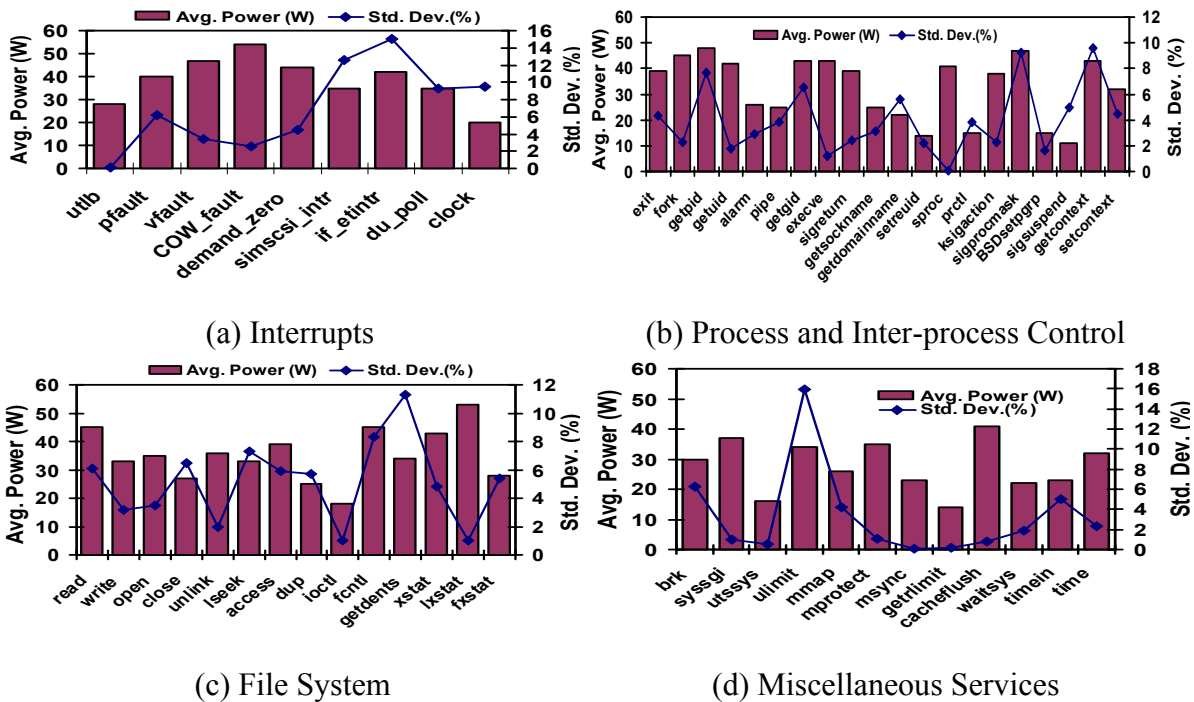 Avg. Power (W) Std. Dev.(%)
Avg. Power (W)
60
50
40
30
20
10
0
16
14
12
10
8
6
4
2
0
Std. Dev. (%)
utlb
pfault
vfault
COW_fault
demand_zero
simscsi_intr
if_etintr
du_poll
clock
(a) Interrupts
Avg. Power (W) Std. Dev.(%)
Avg. Power (W)
60
50
40
30
20
10
0
12
10
8
6
4
2
0
Std. Dev. (%)
exit
fork
getpid
getuid
alarm
pipe
getgid
execve
sigreturn
getsockname
getdomainname
setreuid
sproc
prctl
ksigaction
sigprocmask
BSDsetpgrp
sigsuspend
getcontext
setcontext
(b) Process and Inter-process Control
Avg. Power (W) Std. Dev.(%)
Avg. Power (W)
60
50
40
30
20
10
0
12
10
8
6
4
2
0
Std. Dev. (%)
read
write
open
close
unlink
lseek
access
dup
ioctl
fcntl
getdents
xstat
lxstat
fxstat
(c) File System
Avg. Power (W)
Std. Dev.(%)
Avg. Power (W)
60
50
40
30
20
10
0
18
16
14
12
10
8
6
4
2
0
Std. Dev. (%)
brk
syssgi
utssys
ulimit
mmap
mprotect
msync
getrlimit
cacheflush
waitsys
timein
time
(d) Miscellaneous Services